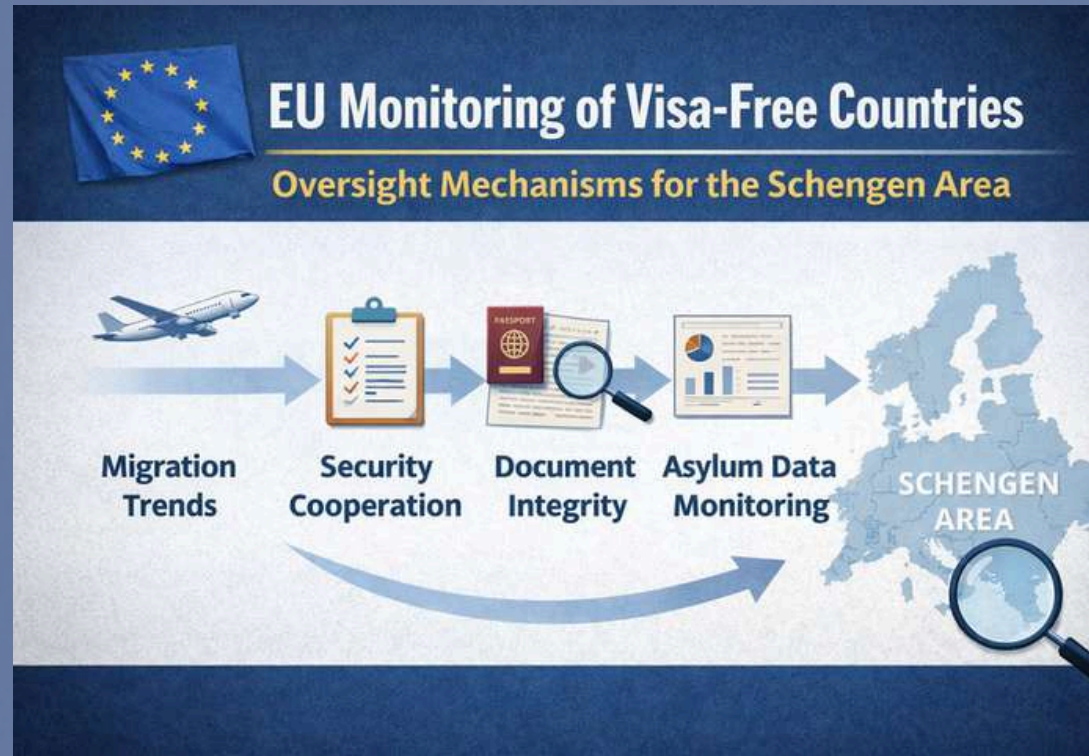 EU Monitoring of Visa-Free Countries
Oversight Mechanisms for the Schengen Area
PASSPORT
Migration
Trends
Security
Cooperation
Document
Integrity
Asylum Data
Monitoring
SCHENGEN
AREA